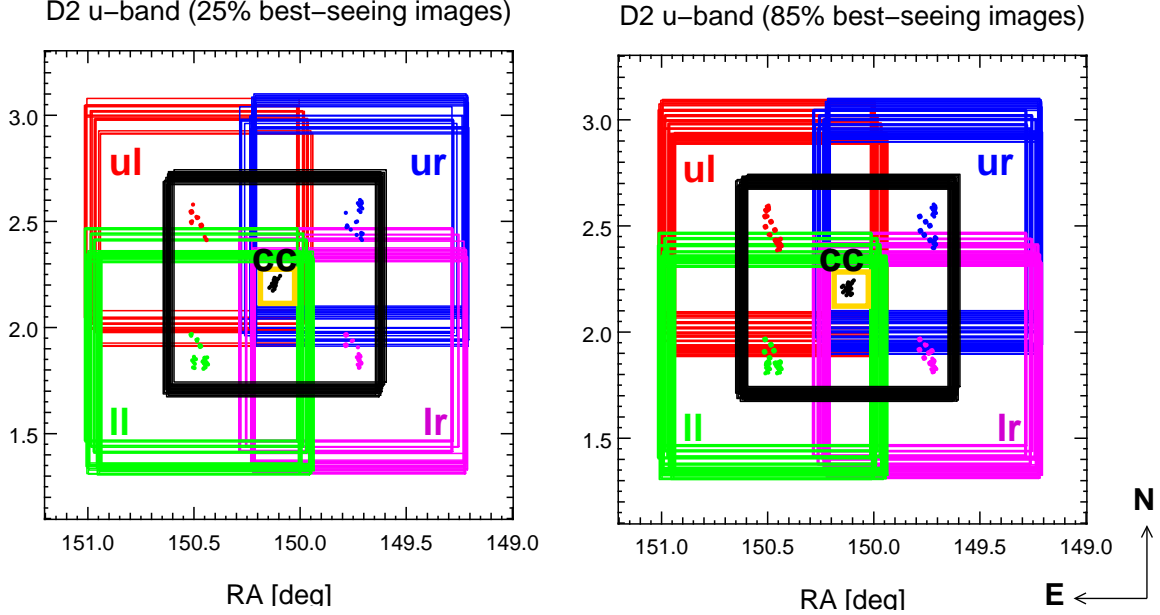 D2 u−band (25% best−seeing images)
D2 u−band (85% best−seeing images)
3.0
2.5
2.0
1.5
ul
ur
cc
ll
lr
151.0 150.5 150.0 149.5 149.0
RA [deg]
3.0
2.5
2.0
1.5
ul
ur
cc
ll
lr
151.0 150.5 150.0 149.5 149.0
RA [deg]
N
E